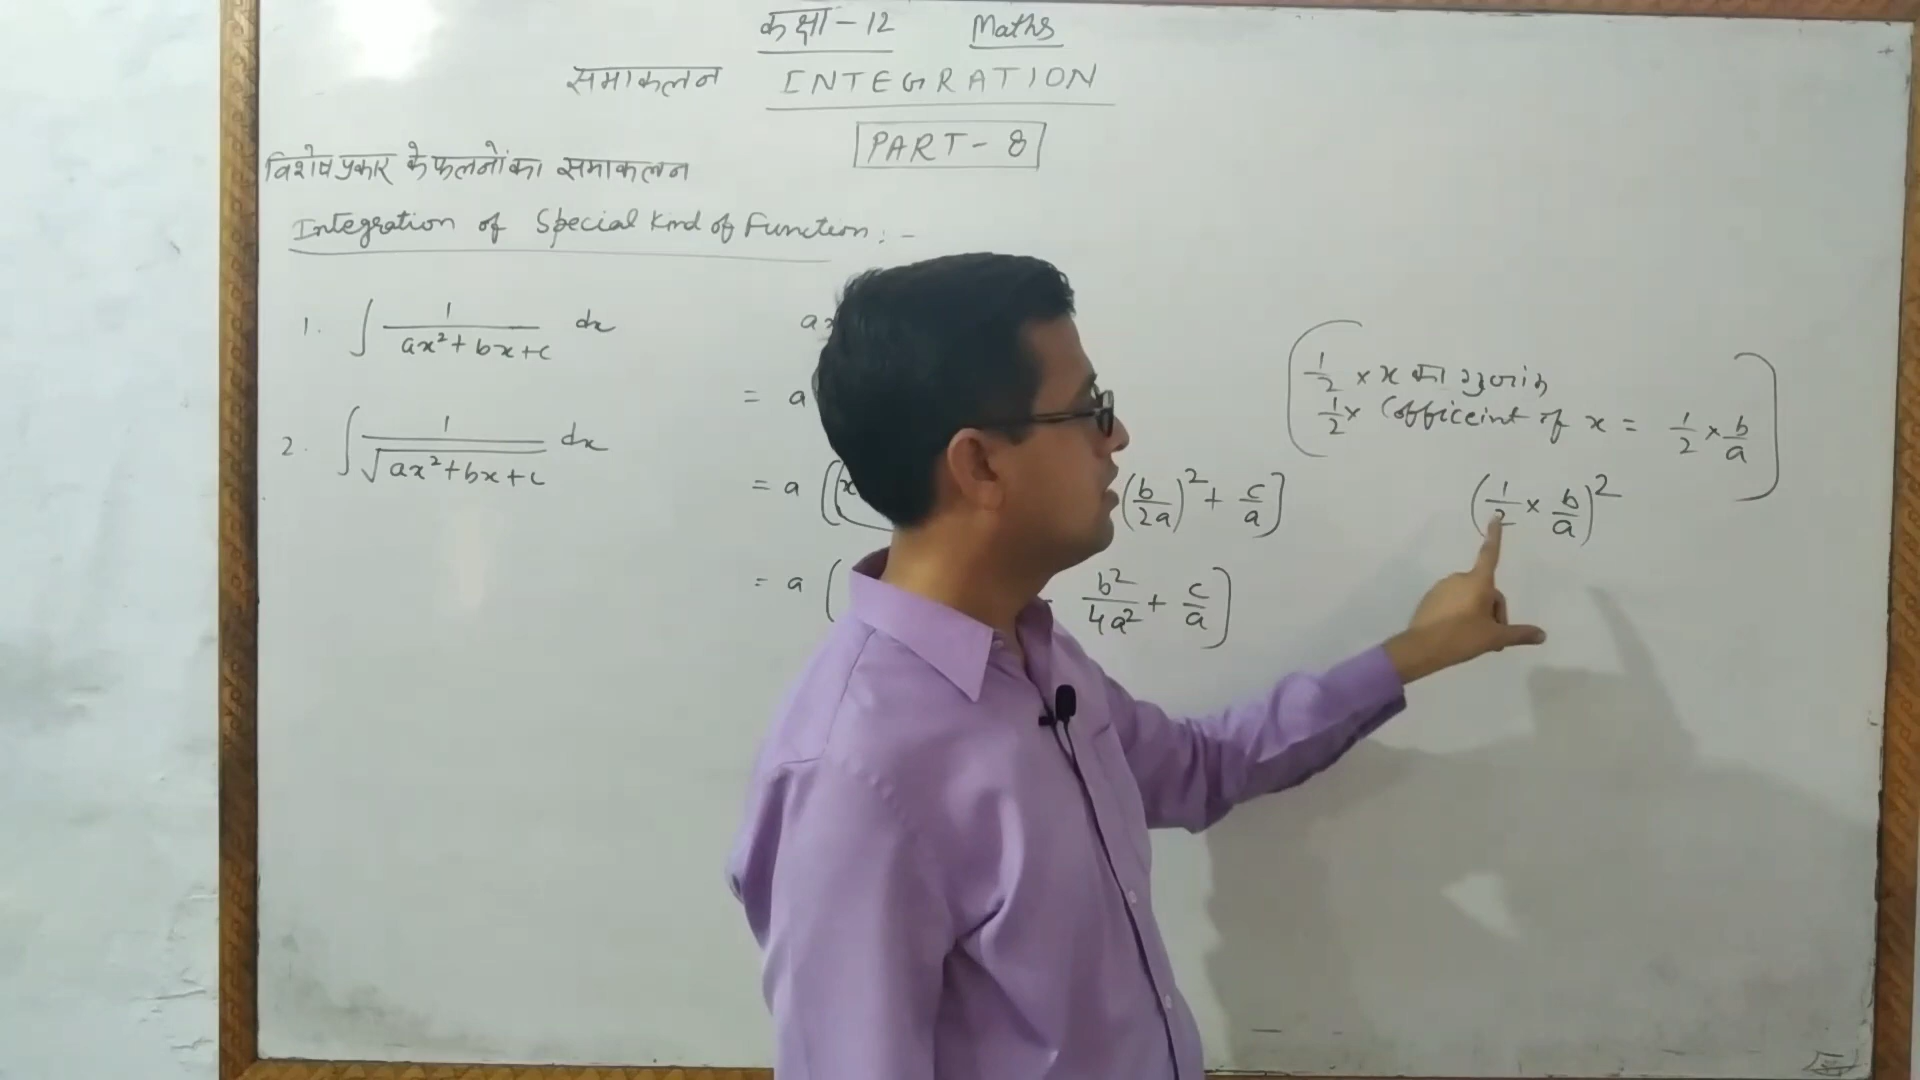 कक्षा - 12 Maths
समाकलन INTEGRATION
PART - 8
विशेष प्रकार के फलनों का समाकलन
Integration of Special Kind of Function : -
1. ∫ 1/(ax² + bx + c) dx
2. ∫ 1/√(ax² + bx + c) dx
a
= a
= a [(x (b/2a)² + c/a]
= a [ - b²/4a² + c/a]
1/2 × x का गुणांक
1/2 × Cofficeint of x = 1/2 × b/a
(1/2 × b/a)²